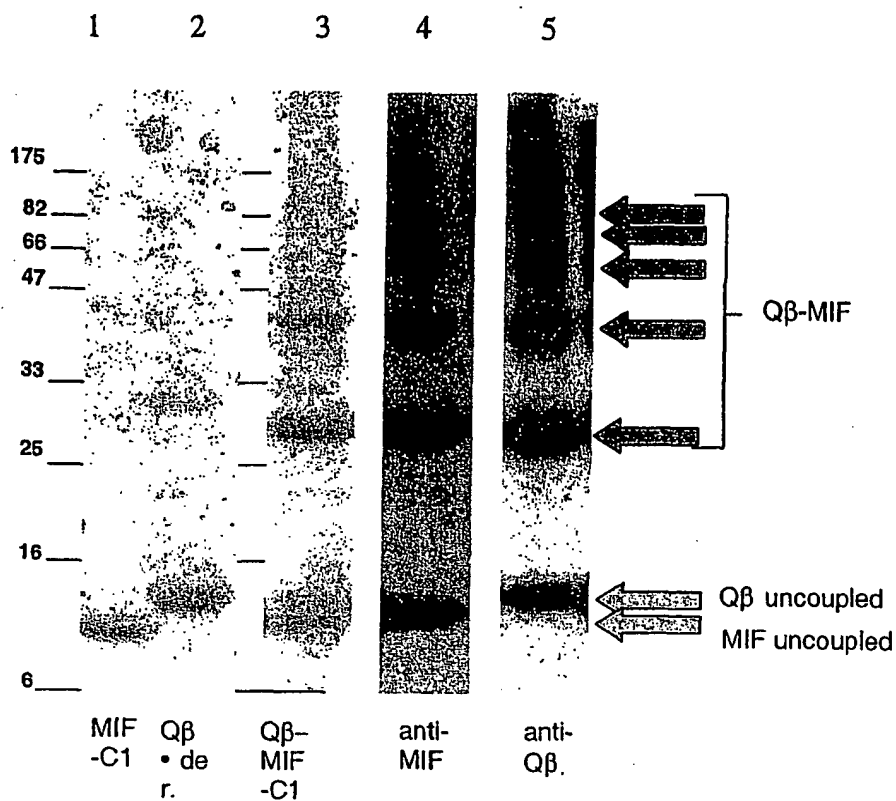 1 2 3 4 5
175
82
66
47
Qβ-MIF
33
25
16
Qβ uncoupled
MIF uncoupled
6
MIF
-C1
Qβ
• de
r.
Qβ–
MIF
-C1
anti-
MIF
anti-
Qβ.